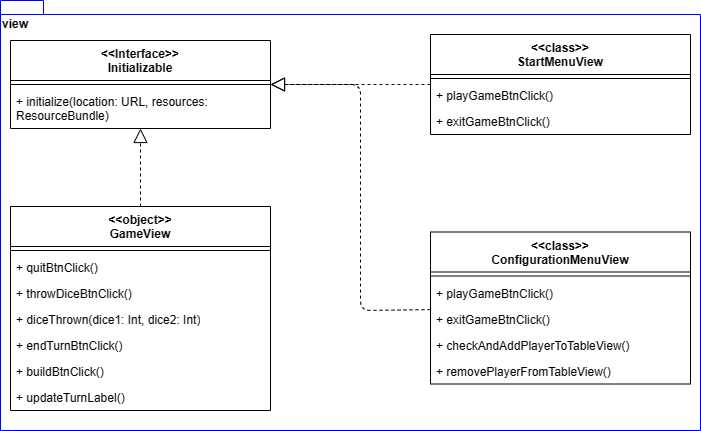 view
<<Interface>>
Initializable
+ initialize(location: URL, resources:
ResourceBundle)
<<class>>
StartMenuView
+ playGameBtnClick()
+ exitGameBtnClick()
<<object>>
GameView
+ quitBtnClick()
+ throwDiceBtnClick()
+ diceThrown(dice1: Int, dice2: Int)
+ endTurnBtnClick()
+ buildBtnClick()
+ updateTurnLabel()
<<class>>
ConfigurationMenuView
+ playGameBtnClick()
+ exitGameBtnClick()
+ checkAndAddPlayerToTableView()
+ removePlayerFromTableView()